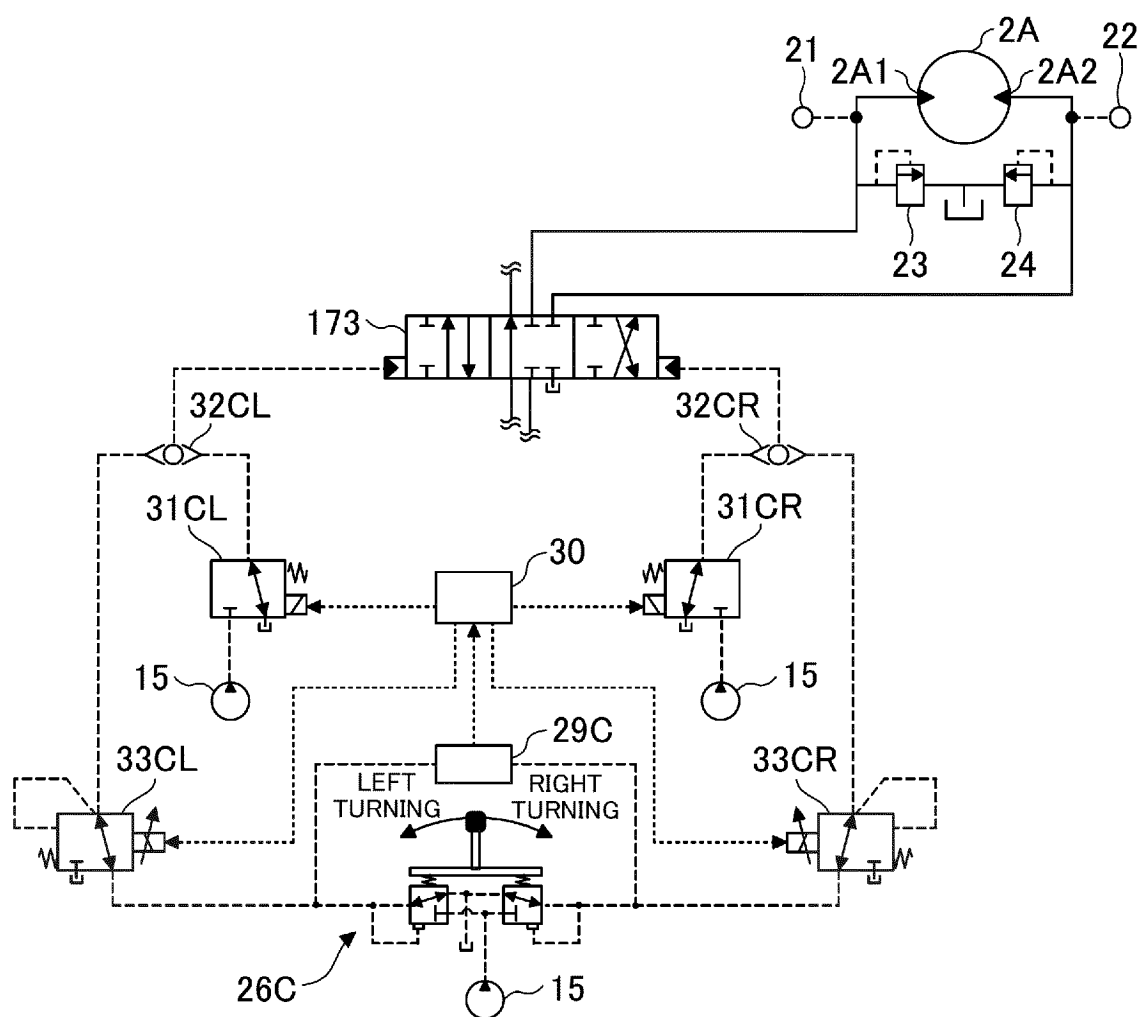 2A
21
22
2A1
2A2
23
24
173
32CL
32CR
31CL
31CR
30
15
15
29C
33CL
33CR
LEFT
TURNING
RIGHT
TURNING
26C
15